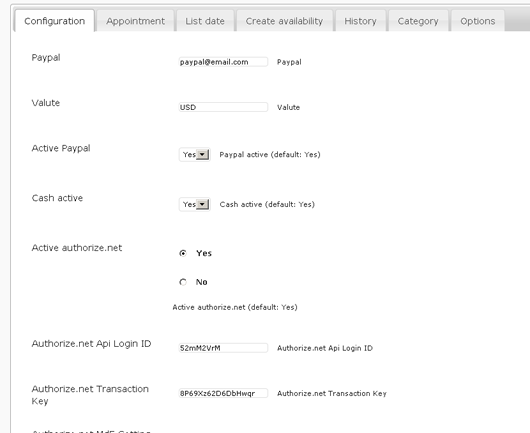 Configuration Appointment List date Create availability History Category Options
Paypal paypal@email.com Paypal
Valute USD Valute
Active Paypal Yes Paypal active (default: Yes)
Cash active Yes Cash active (default: Yes)
Active authorize.net Yes
No
Active authorize.net (default: Yes)
Authorize.net Api Login ID 52mM2VrM Authorize.net Api Login ID
Authorize.net Transaction
Key 8P69Xz62D6DbHwqr Authorize.net Transaction Key